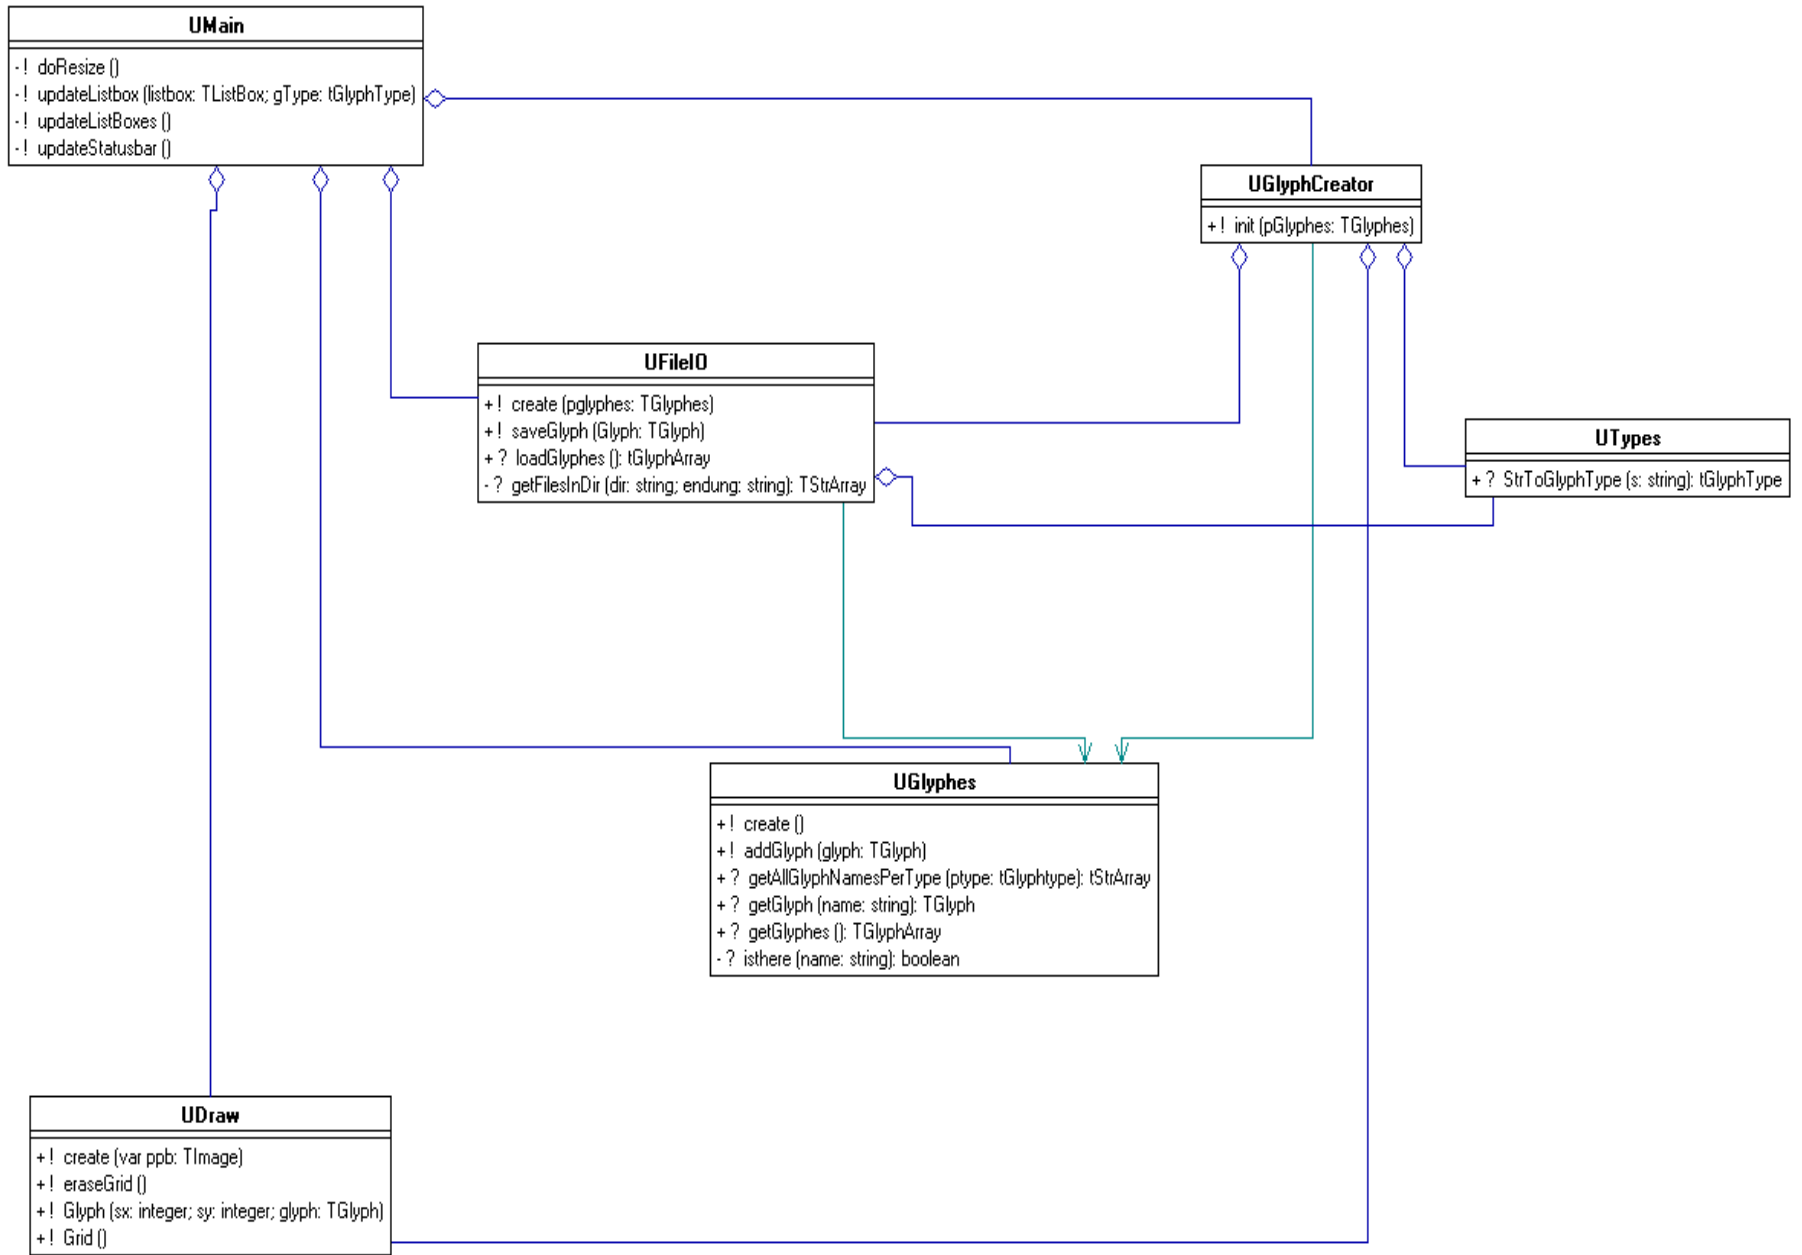 UMain
- ! doResize ()
- ! updateListbox (listbox: TListBox; gType: tGlyphType)
- ! updateListBoxes ()
- ! updateStatusbar ()
UGlyphCreator
+ ! init (pGlyphes: TGlyphes)
UFileIO
+ ! create (pglyphes: TGlyphes)
+ ! saveGlyph (Glyph: TGlyph)
+ ? loadGlyphes (): tGlyphArray
- ? getFilesInDir (dir: string; endung: string): TStrArray
UTypes
+ ? StrToGlyphType (s: string): tGlyphType
UGlyphes
+ ! create ()
+ ! addGlyph (glyph: TGlyph)
+ ? getAllGlyphNamesPerType (ptype: tGlyphtype): tStrArray
+ ? getGlyph (name: string): TGlyph
+ ? getGlyphes (): TGlyphArray
- ? isthere (name: string): boolean
UDraw
+ ! create (var ppb: TImage)
+ ! eraseGrid ()
+ ! Glyph (sx: integer; sy: integer; glyph: TGlyph)
+ ! Grid ()